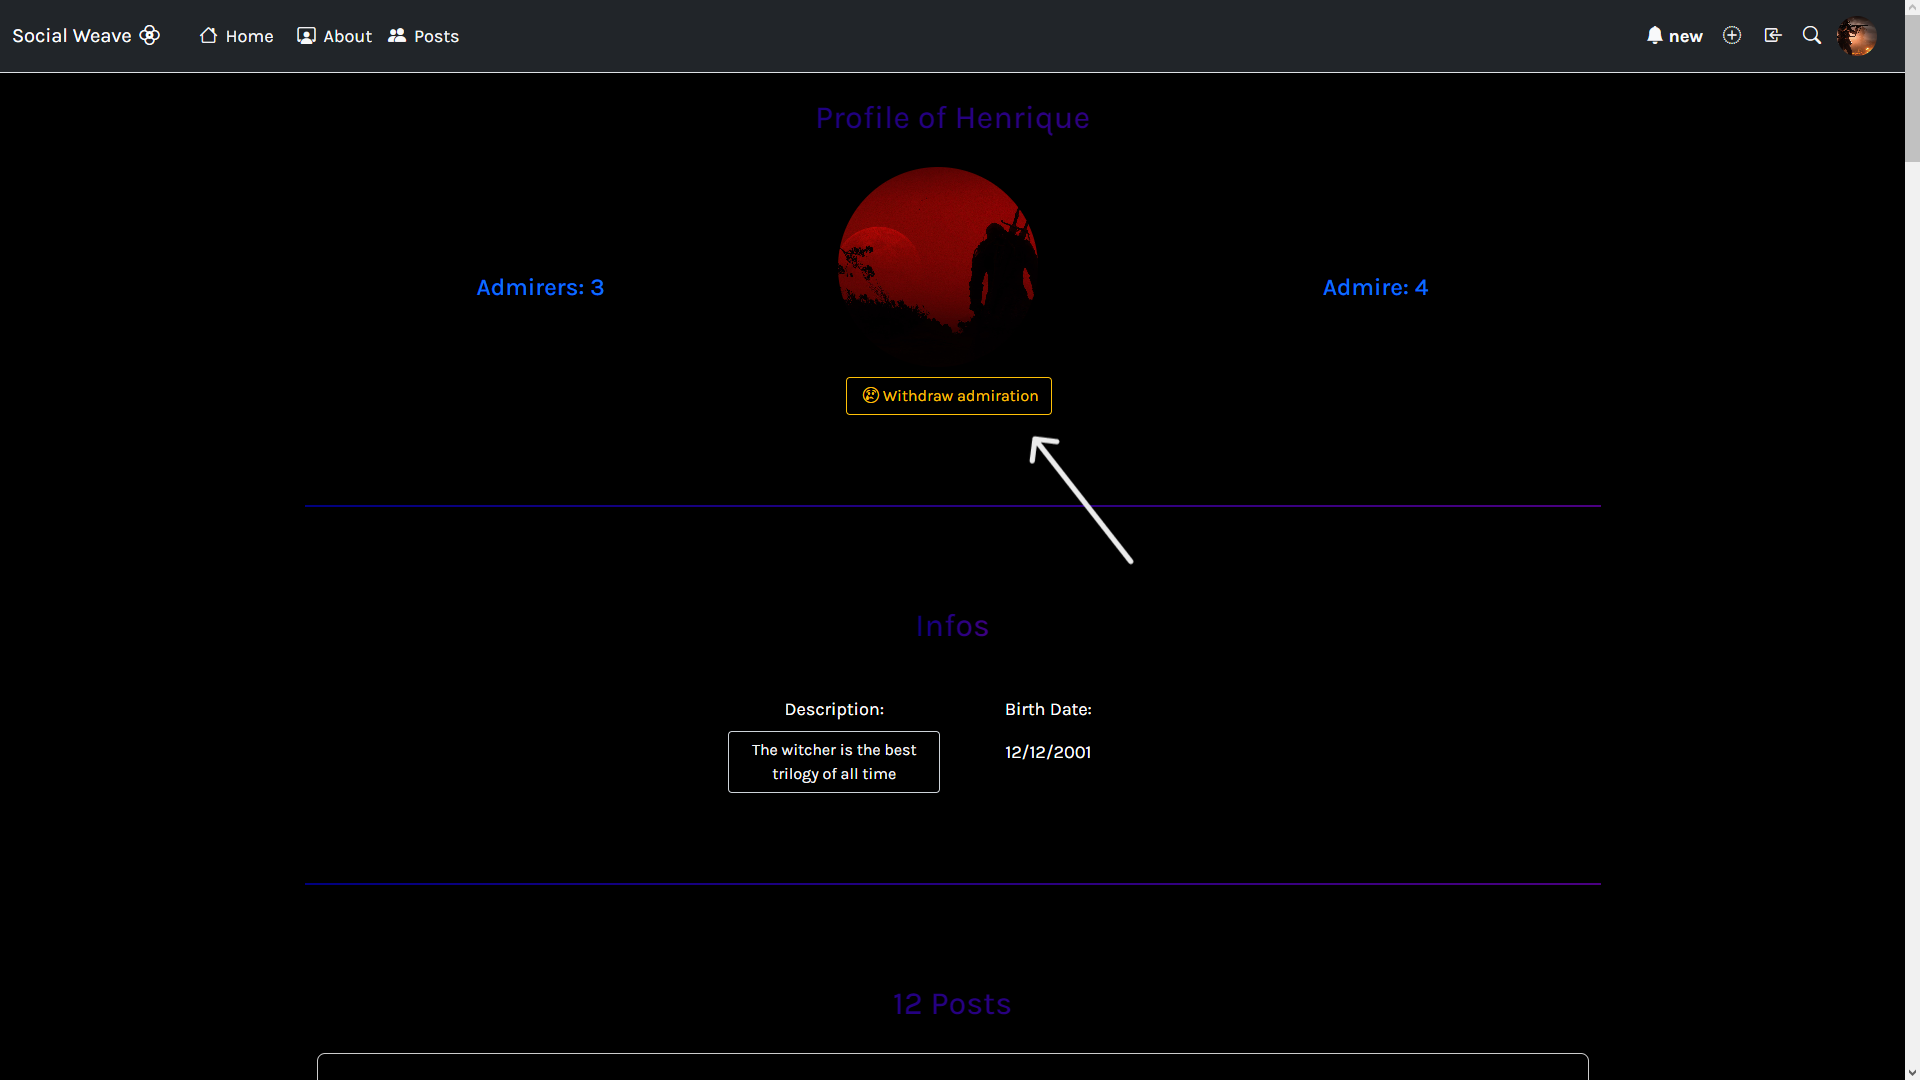 Social Weave
Home
About
Posts
new
Profile of Henrique
Admirers: 3
Admire: 4
Withdraw admiration
Infos
Description:
The witcher is the best
trilogy of all time
Birth Date:
12/12/2001
12 Posts